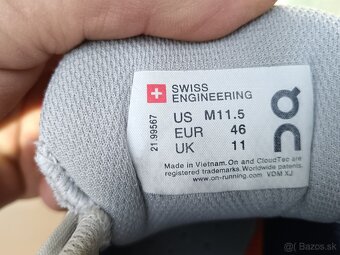 SWISS
ENGINEERING
US M11.5
EUR 46
UK 11
21.99567
Made in Vietnam. On and CloudTec are
registered trademarks. Worldwide patents.
www.on-running.com VDM XJ
© Bazos.sk